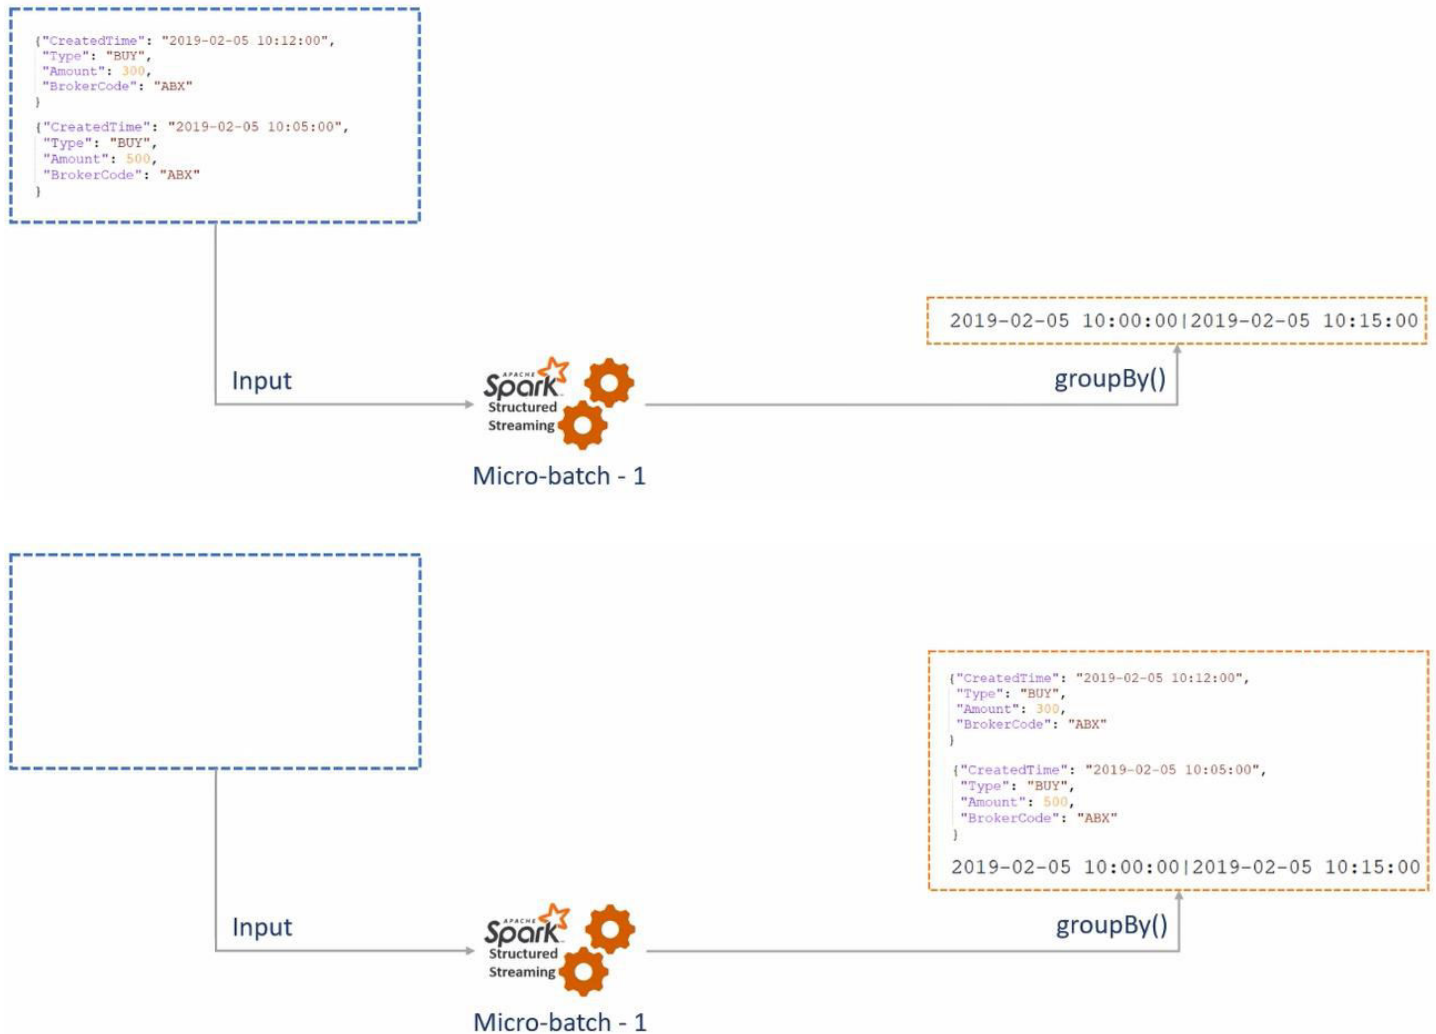 {"CreatedTime": "2019-02-05 10:12:00",
"Type": "BUY",
"Amount": 300,
"BrokerCode": "ABX"
}
{"CreatedTime": "2019-02-05 10:05:00",
"Type": "BUY",
"Amount": 500,
"BrokerCode": "ABX"
}
2019-02-05 10:00:00|2019-02-05 10:15:00
Input
APACHE
Spark
Structured
Streaming
groupBy()
Micro-batch - 1
{"CreatedTime": "2019-02-05 10:12:00",
"Type": "BUY",
"Amount": 300,
"BrokerCode": "ABX"
}
{"CreatedTime": "2019-02-05 10:05:00",
"Type": "BUY",
"Amount": 500,
"BrokerCode": "ABX"
}
2019-02-05 10:00:00|2019-02-05 10:15:00
Input
APACHE
Spark
Structured
Streaming
groupBy()
Micro-batch - 1